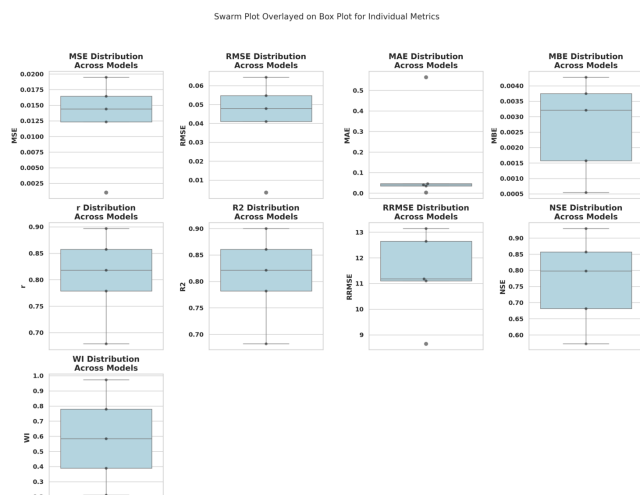 Swarm Plot Overlayed on Box Plot for Individual Metrics
MSE Distribution
Across Models
0.0200
0.0175
0.0150
0.0125
0.0100
0.0075
0.0050
0.0025
MSE
RMSE Distribution
Across Models
0.06
0.05
0.04
0.03
0.02
0.01
RMSE
MAE Distribution
Across Models
0.5
0.4
0.3
0.2
0.1
0.0
MAE
MBE Distribution
Across Models
0.0040
0.0035
0.0030
0.0025
0.0020
0.0015
0.0010
0.0005
MBE
r Distribution
Across Models
0.90
0.85
0.80
0.75
0.70
r
R2 Distribution
Across Models
0.90
0.85
0.80
0.75
0.70
R2
RRMSE Distribution
Across Models
13
12
11
10
9
RRMSE
NSE Distribution
Across Models
0.90
0.85
0.80
0.75
0.70
0.65
0.60
NSE
WI Distribution
Across Models
1.0
0.9
0.8
0.7
0.6
0.5
0.4
0.3
WI